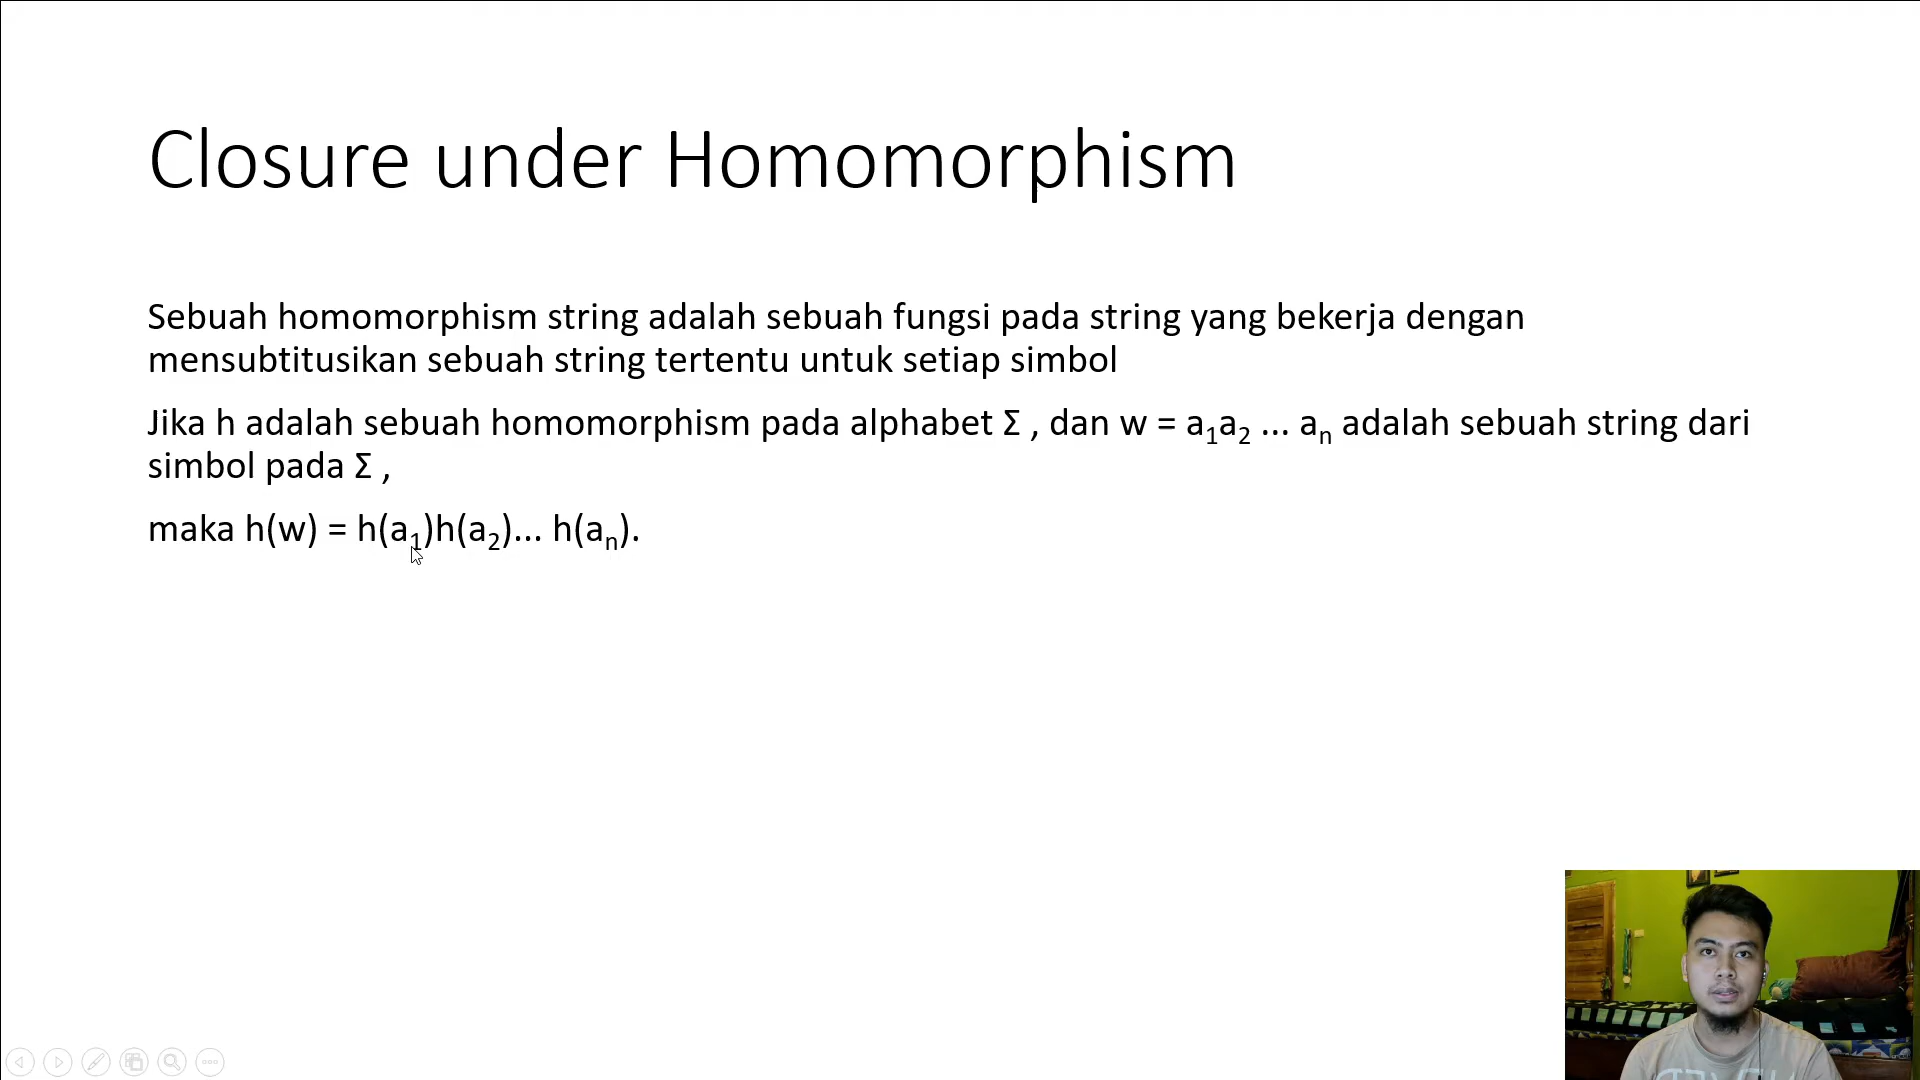 Closure under Homomorphism
Sebuah homomorphism string adalah sebuah fungsi pada string yang bekerja dengan
mensubtitusikan sebuah string tertentu untuk setiap simbol
Jika h adalah sebuah homomorphism pada alphabet Σ , dan w = a₁a₂ ... aₙ adalah sebuah string dari
simbol pada Σ ,
maka h(w) = h(a₁)h(a₂)... h(aₙ).